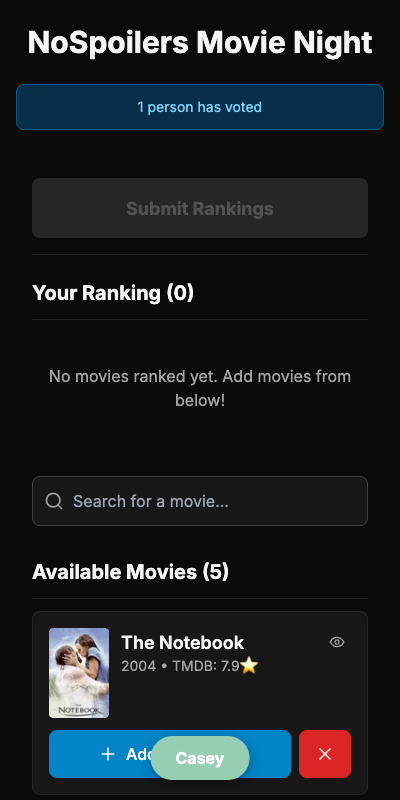 NoSpoilers Movie Night
1 person has voted
Submit Rankings
Your Ranking (0)
No movies ranked yet. Add movies from
below!
Search for a movie...
Available Movies (5)
The Notebook
2004 • TMDB: 7.9⭐
NOTEBOOK
Casey